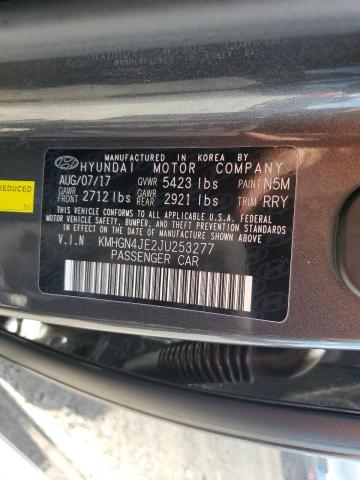 MANUFACTURED IN KOREA BY
HYUNDAI MOTOR COMPANY
AUG/07/17 GVWR 5423 lbs PAINT N5M
GAWR FRONT 2712 lbs GAWR REAR 2921 lbs TRIM RRY
THIS VEHICLE CONFORMS TO ALL APPLICABLE U.S.A. FEDERAL
MOTOR VEHICLE SAFETY, BUMPER, AND THEFT PREVENTION
STANDARDS IN EFFECT ON THE DATE OF MANUFACTURE
SHOWN ABOVE.
V.I.N KMHGN4JE2JU253277
PASSENGER CAR
REDUCED